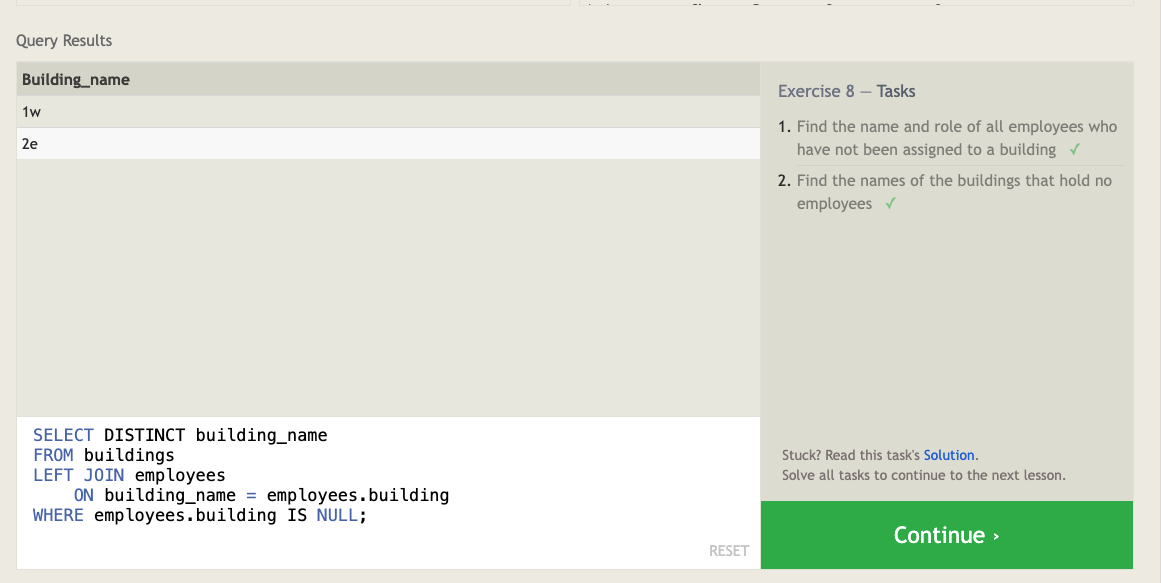 Query Results
Building_name
1w
2e
Exercise 8 — Tasks
1. Find the name and role of all employees who
have not been assigned to a building ✓
2. Find the names of the buildings that hold no
employees ✓
SELECT DISTINCT building_name
FROM buildings
LEFT JOIN employees
    ON building_name = employees.building
WHERE employees.building IS NULL;
RESET
Stuck? Read this task's Solution.
Solve all tasks to continue to the next lesson.
Continue ›